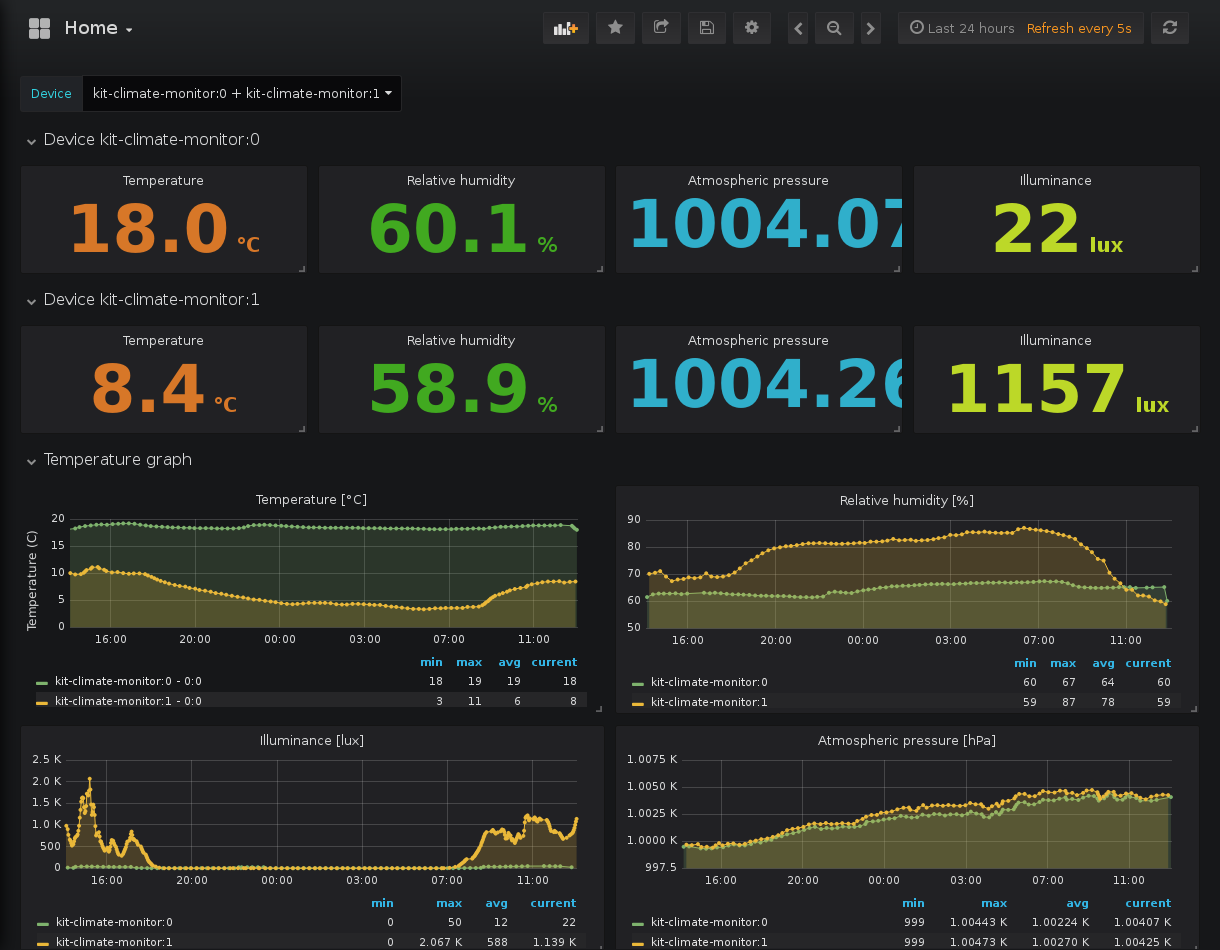 Home
Last 24 hours Refresh every 5s
Device kit-climate-monitor:0 + kit-climate-monitor:1
Device kit-climate-monitor:0
Temperature Relative humidity Atmospheric pressure Illuminance
18.0 °C 60.1 % 1004.07 22 lux
Device kit-climate-monitor:1
Temperature Relative humidity Atmospheric pressure Illuminance
8.4 °C 58.9 % 1004.26 1157 lux
Temperature graph
Temperature [°C]
Temperature (C)
20
15
10
5
0
16:00 20:00 00:00 03:00 07:00 11:00
min max avg current
kit-climate-monitor:0 - 0:0 18 19 19 18
kit-climate-monitor:1 - 0:0 3 11 6 8
Relative humidity [%]
90
80
70
60
50
16:00 20:00 00:00 03:00 07:00 11:00
min max avg current
kit-climate-monitor:0 60 67 64 60
kit-climate-monitor:1 59 87 78 59
Illuminance [lux]
2.5 K
2.0 K
1.5 K
1.0 K
500
0
16:00 20:00 00:00 03:00 07:00 11:00
min max avg current
kit-climate-monitor:0 0 50 12 22
kit-climate-monitor:1 0 2.067 K 588 1.139 K
Atmospheric pressure [hPa]
1.0075 K
1.0050 K
1.0025 K
1.0000 K
997.5
16:00 20:00 00:00 03:00 07:00 11:00
min max avg current
kit-climate-monitor:0 999 1.00443 K 1.00224 K 1.00407 K
kit-climate-monitor:1 999 1.00473 K 1.00270 K 1.00425 K